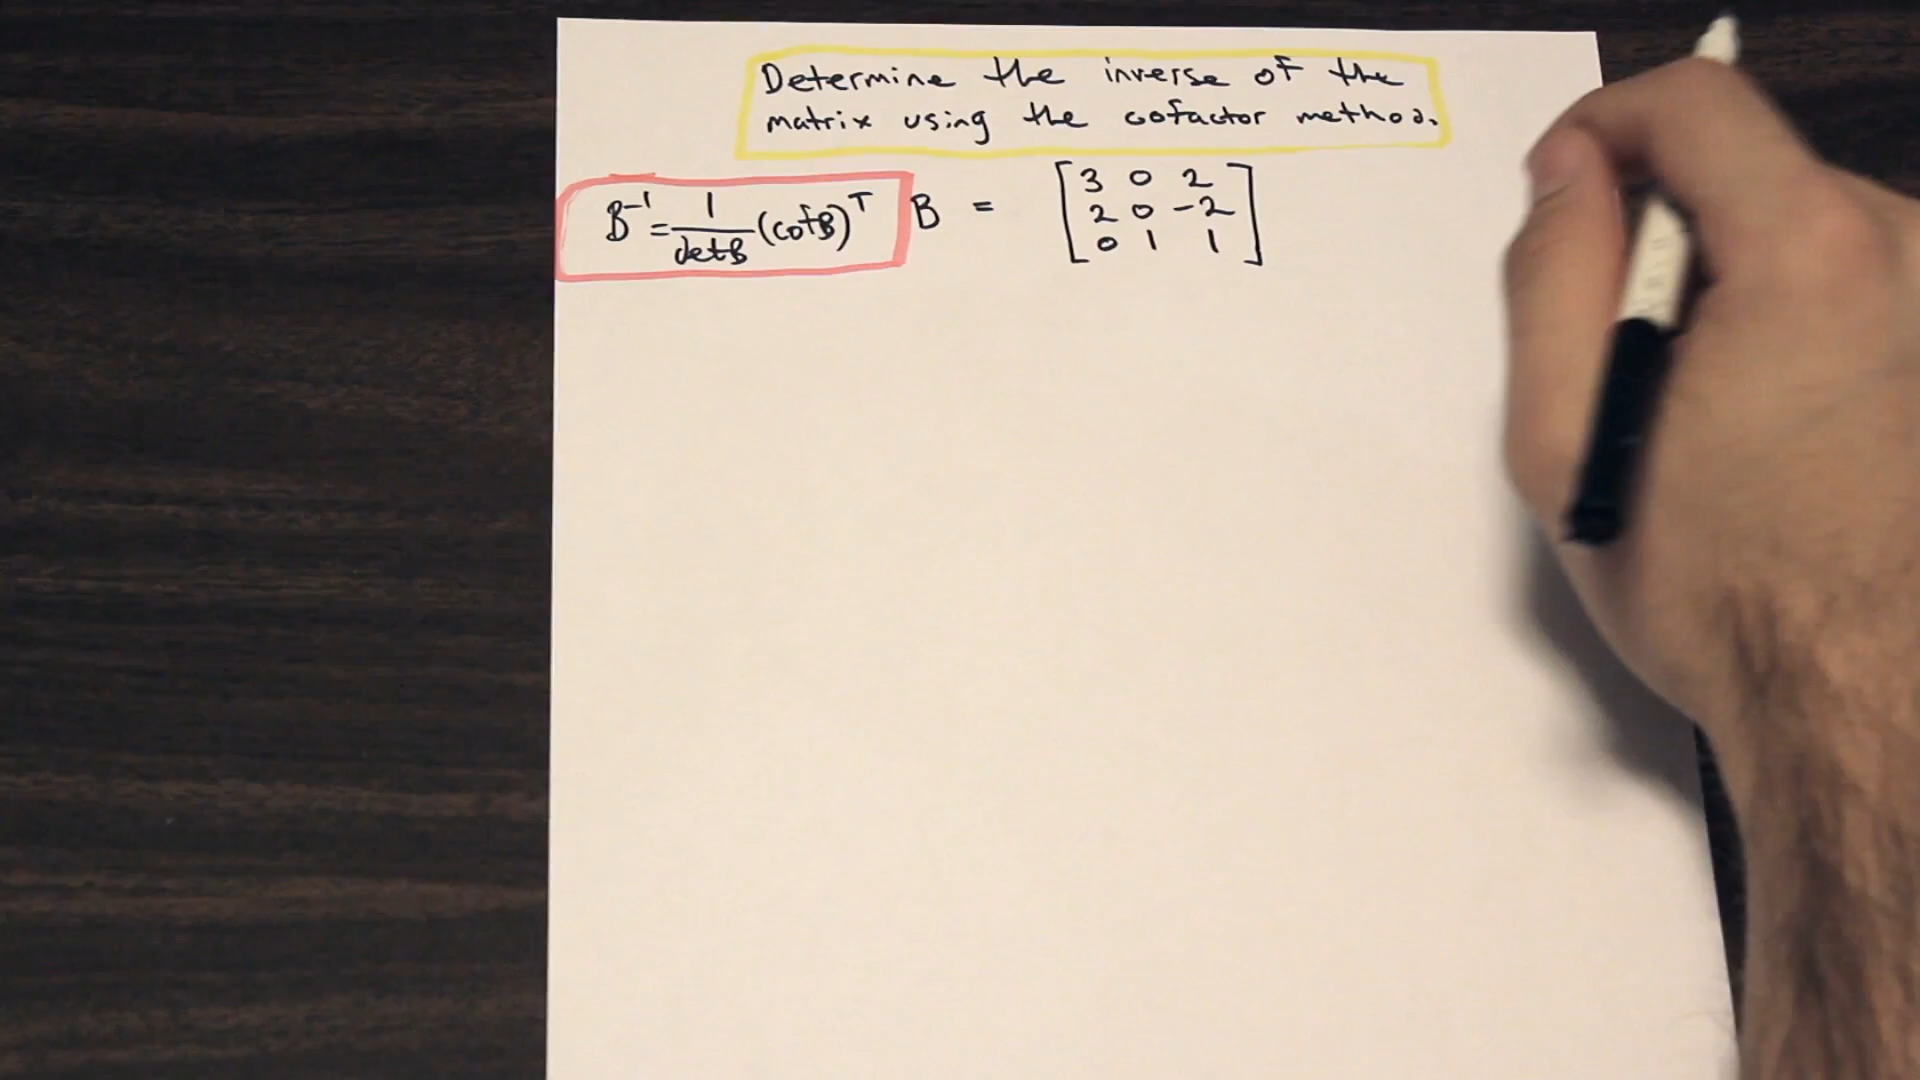 Determine the inverse of the
matrix using the cofactor method.
B⁻¹ = 1/detB (cofB)ᵀ B = [3 0 2
2 0 -2
0 1 1]